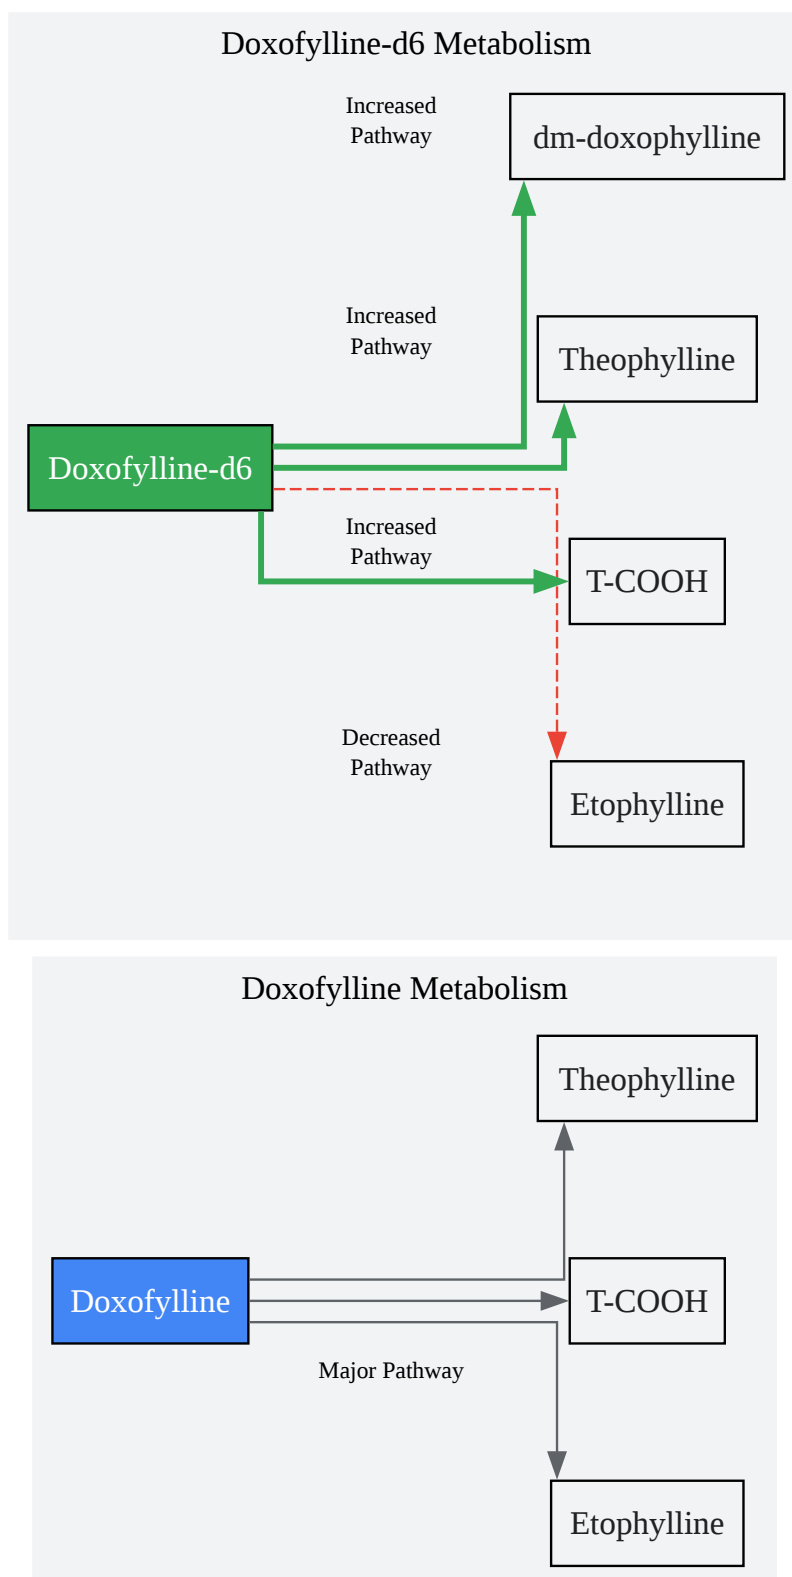 Doxofylline-d6 Metabolism
Increased
Pathway
dm-doxophylline
Increased
Pathway
Theophylline
Doxofylline-d6
Increased
Pathway
T-COOH
Decreased
Pathway
Etophylline
Doxofylline Metabolism
Theophylline
Doxofylline
T-COOH
Major Pathway
Etophylline